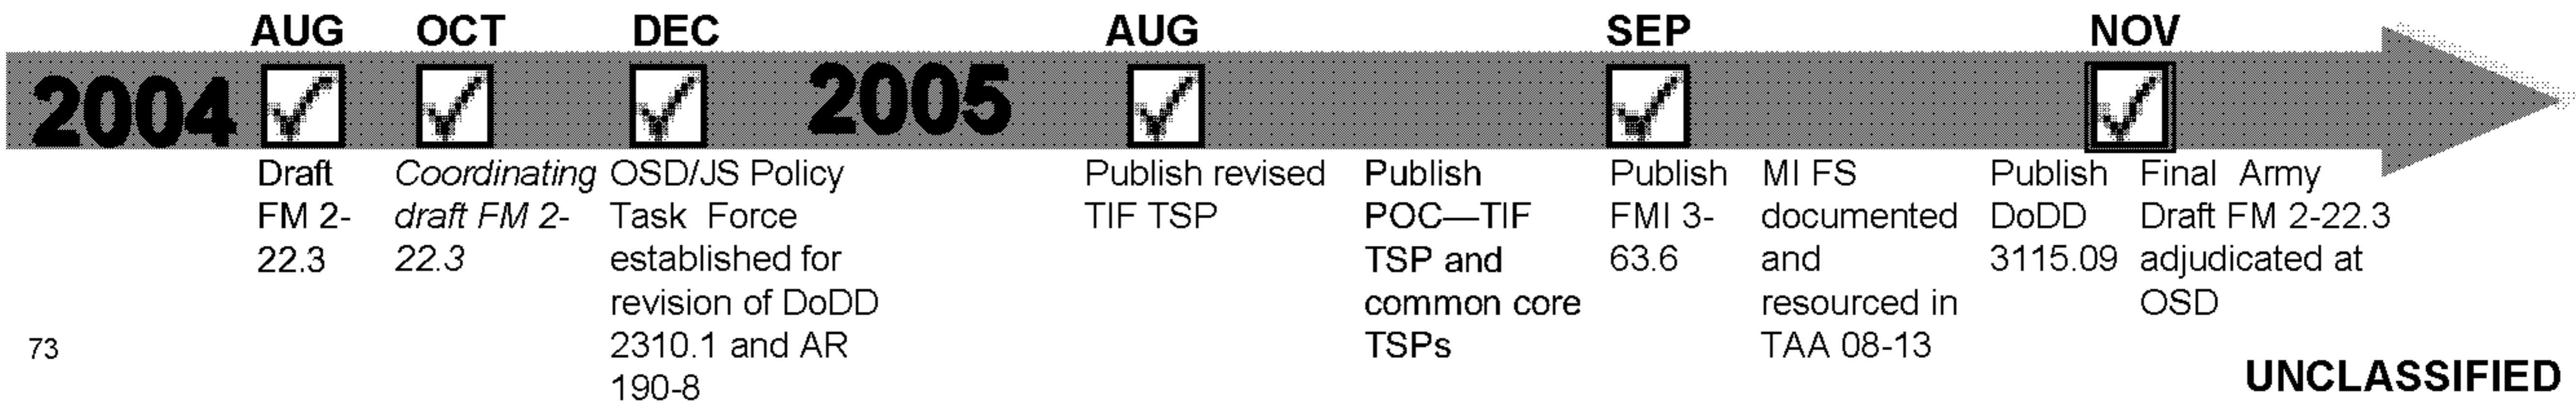 AUG OCT DEC AUG SEP NOV
2004 2005
Draft
FM 2-
22.3
Coordinating
draft FM 2-
22.3
OSD/JS Policy
Task Force
established for
revision of DoDD
2310.1 and AR
190-8
Publish revised
TIF TSP
Publish
POC—TIF
TSP and
common core
TSPs
Publish
FMI 3-
63.6
MI FS
documented
and
resourced in
TAA 08-13
Publish
DoDD
3115.09
Final Army
Draft FM 2-22.3
adjudicated at
OSD
73
UNCLASSIFIED